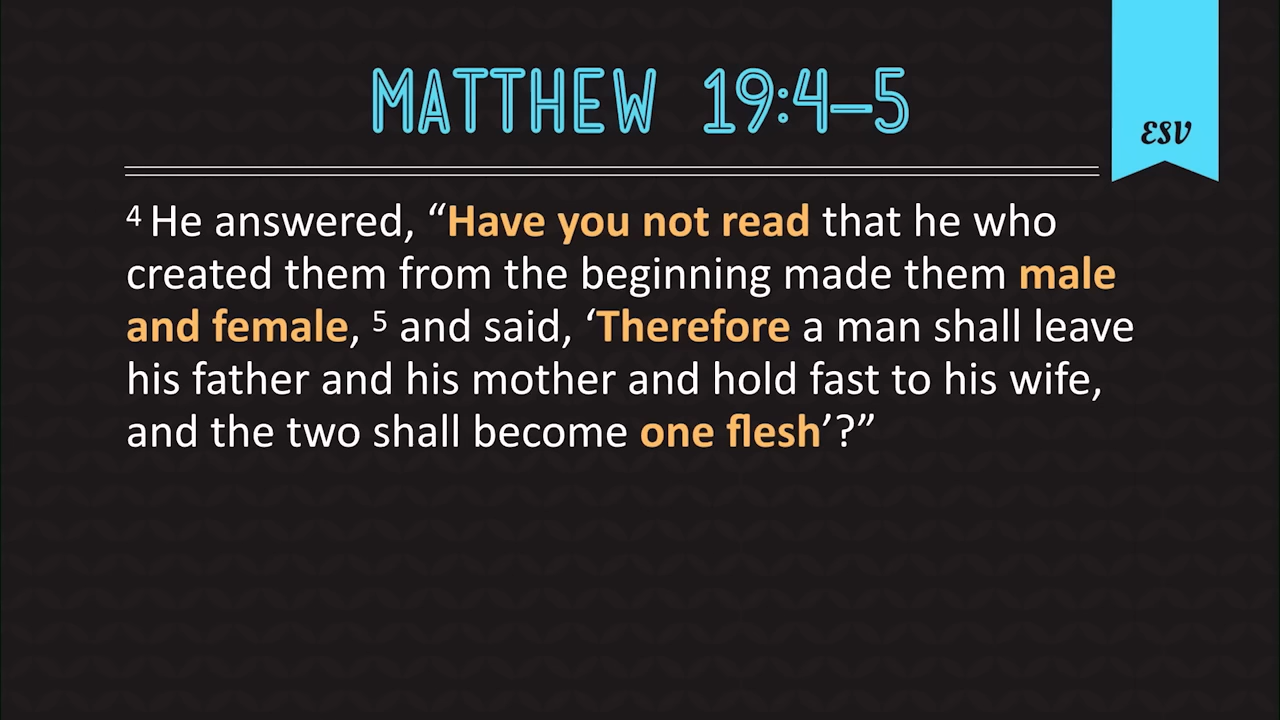 MATTHEW 19:4–5
ESV
4 He answered, “Have you not read that he who
created them from the beginning made them male
and female, 5 and said, ‘Therefore a man shall leave
his father and his mother and hold fast to his wife,
and the two shall become one flesh’?”